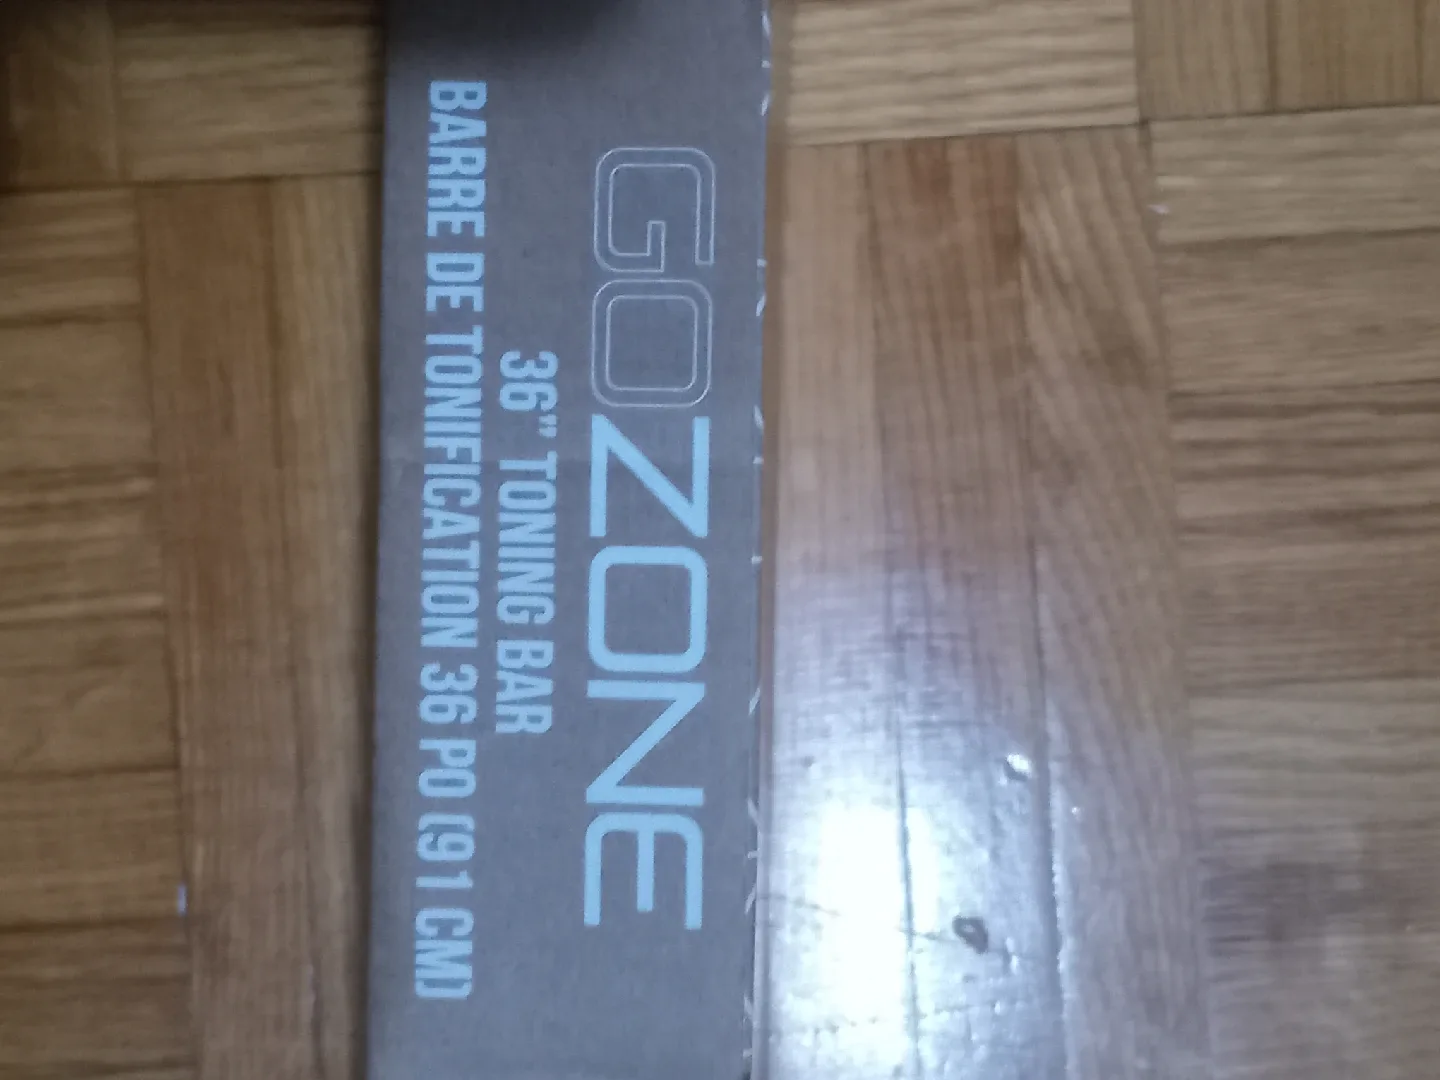 GOZONE
36" TONING BAR
BARRE DE TONIFICATION 36 PO (91 CM)